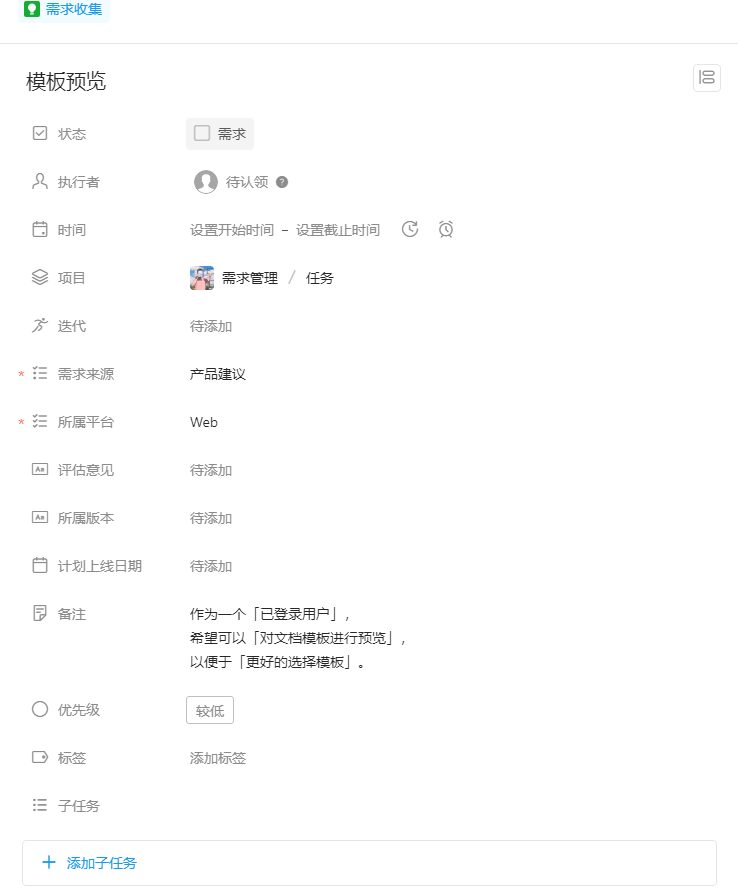 需求收集
模板预览
状态 需求
执行者 待认领 ?
时间 设置开始时间 – 设置截止时间
项目 需求管理 / 任务
迭代 待添加
* 需求来源 产品建议
* 所属平台 Web
Aa 评估意见 待添加
Aa 所属版本 待添加
计划上线日期 待添加
备注 作为一个「已登录用户」,
希望可以「对文档模板进行预览」,
以便于「更好的选择模板」。
优先级 较低
标签 添加标签
子任务
+ 添加子任务